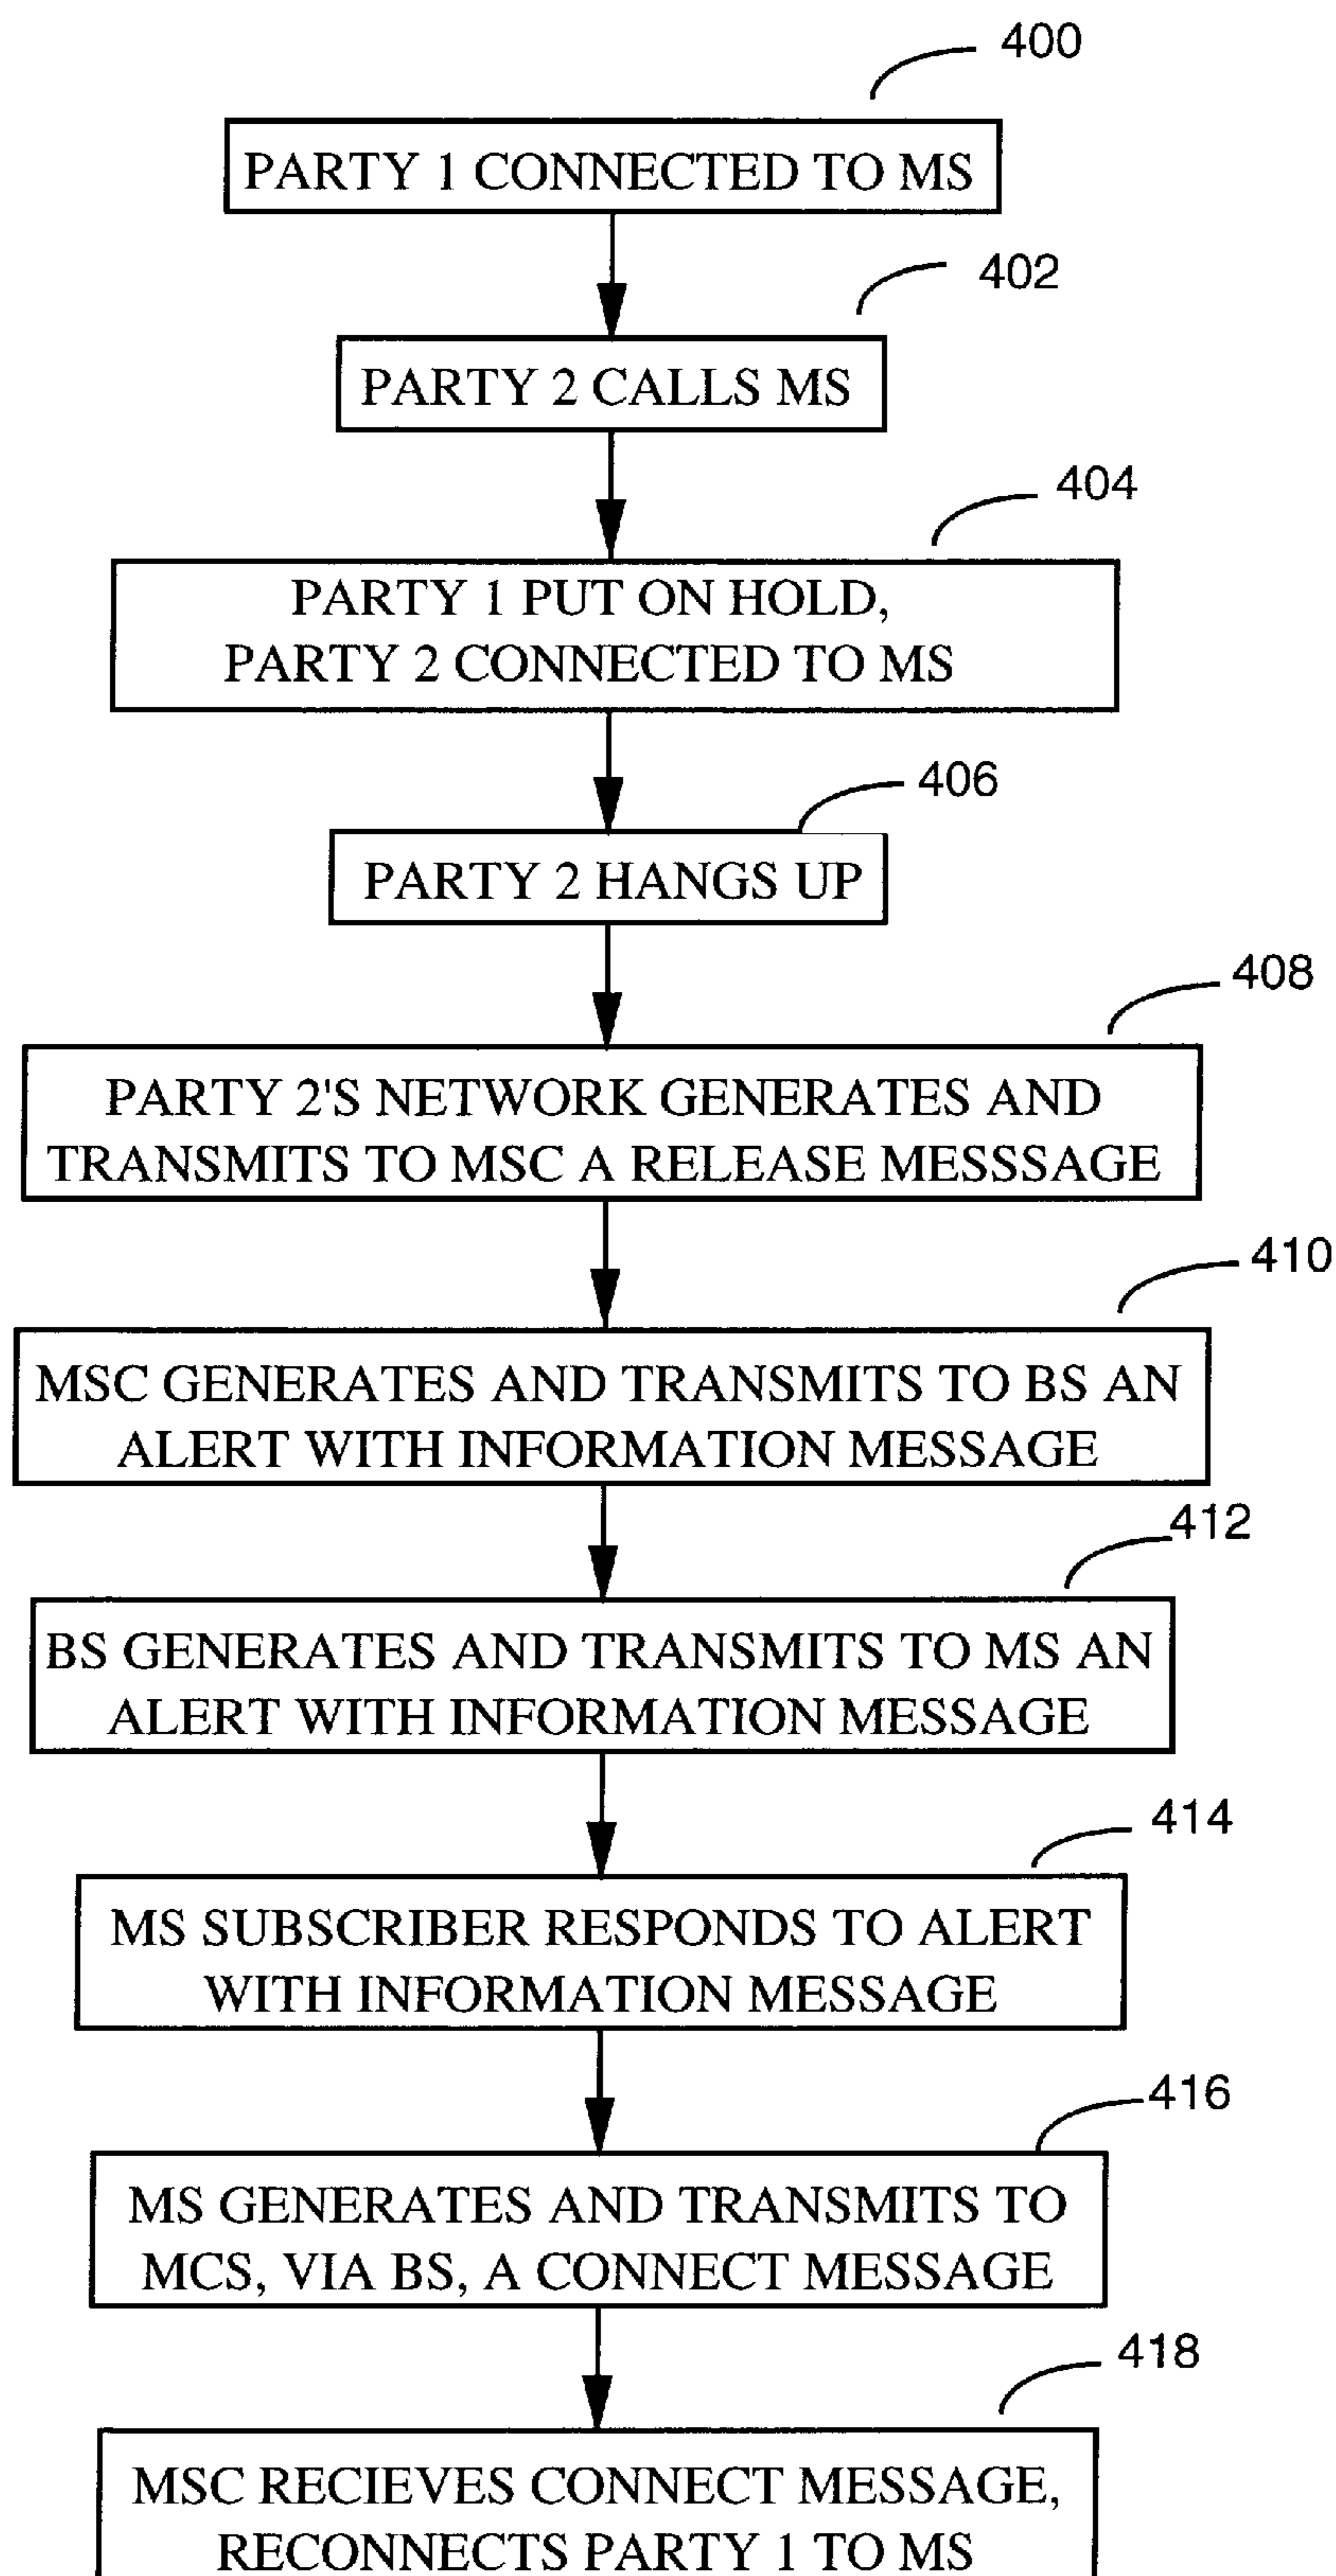 400
PARTY 1 CONNECTED TO MS
402
PARTY 2 CALLS MS
404
PARTY 1 PUT ON HOLD,
PARTY 2 CONNECTED TO MS
406
PARTY 2 HANGS UP
408
PARTY 2'S NETWORK GENERATES AND
TRANSMITS TO MSC A RELEASE MESSSAGE
410
MSC GENERATES AND TRANSMITS TO BS AN
ALERT WITH INFORMATION MESSAGE
412
BS GENERATES AND TRANSMITS TO MS AN
ALERT WITH INFORMATION MESSAGE
414
MS SUBSCRIBER RESPONDS TO ALERT
WITH INFORMATION MESSAGE
416
MS GENERATES AND TRANSMITS TO
MCS, VIA BS, A CONNECT MESSAGE
418
MSC RECIEVES CONNECT MESSAGE,
RECONNECTS PARTY 1 TO MS